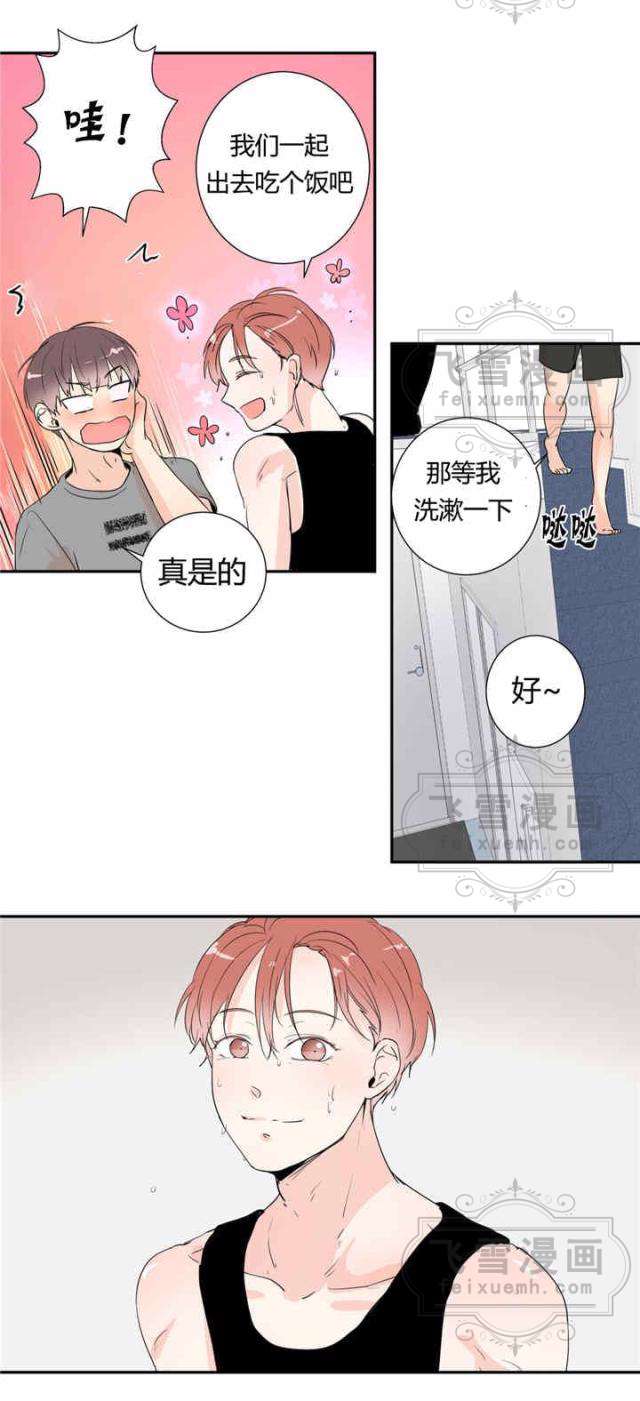 哇！
我们一起
出去吃个饭吧
真是的
飞雪漫画
feixuemh.com
那等我
洗漱一下
哒哒
好~
飞雪漫画
feixuemh.com
飞雪漫画
feixuemh.com